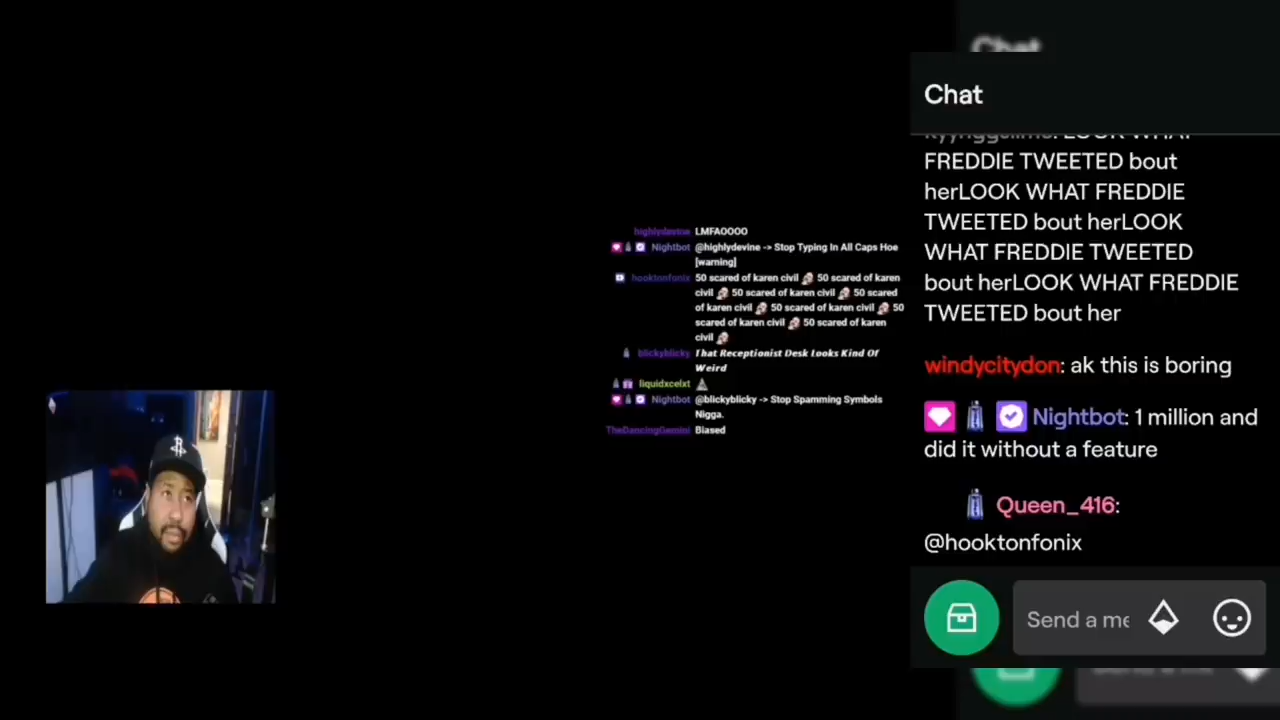 highlydevine LMFAOOOO
Nightbot @highlydevine -> Stop Typing In All Caps Hoe
[warning]
hooktonfonix 50 scared of karen civil 50 scared of karen
civil 50 scared of karen civil 50 scared
of karen civil 50 scared of karen civil 50
scared of karen civil 50 scared of karen
civil
blickyblicky That Receptionist Desk Looks Kind Of
Weird
liquidxcelxt
Nightbot @blickyblicky -> Stop Spamming Symbols
Nigga.
TheDancingGemini Biased
Chat
Chat
LOOK WHAT
FREDDIE TWEETED bout
herLOOK WHAT FREDDIE
TWEETED bout herLOOK
WHAT FREDDIE TWEETED
bout herLOOK WHAT FREDDIE
TWEETED bout her
windycitydon: ak this is boring
Nightbot: 1 million and
did it without a feature
Queen_416:
@hooktonfonix
Send a me